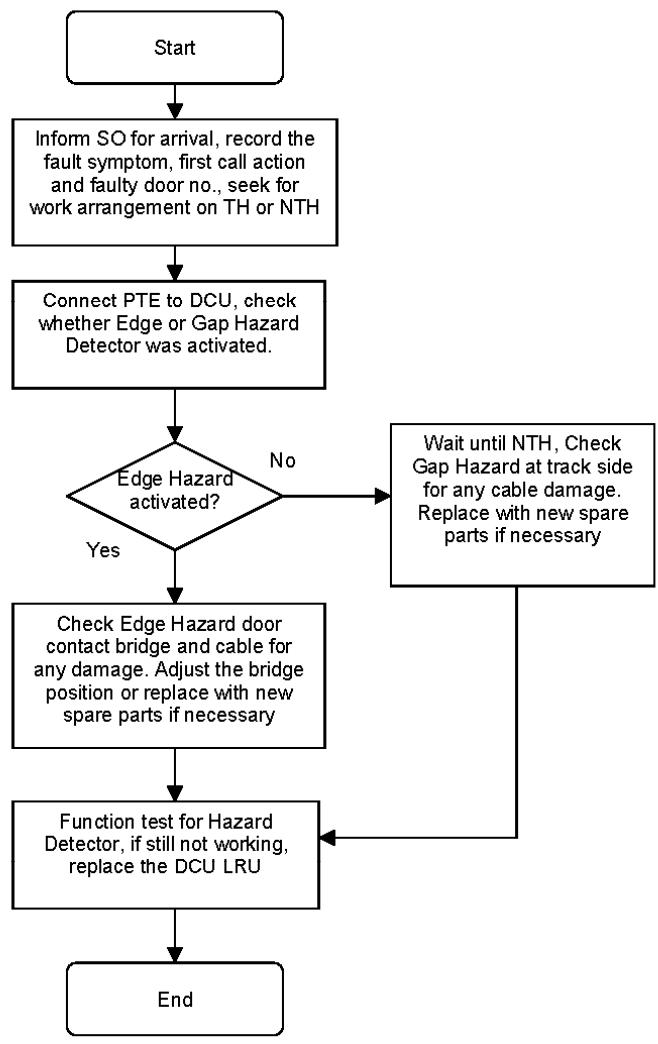 Start
Inform SO for arrival, record the
fault symptom, first call action
and faulty door no., seek for
work arrangement on TH or NTH
Connect PTE to DCU, check
whether Edge or Gap Hazard
Detector was activated.
Edge Hazard
activated?
No
Wait until NTH, Check
Gap Hazard at track side
for any cable damage.
Replace with new spare
parts if necessary
Yes
Check Edge Hazard door
contact bridge and cable for
any damage. Adjust the bridge
position or replace with new
spare parts if necessary
Function test for Hazard
Detector, if still not working,
replace the DCU LRU
End